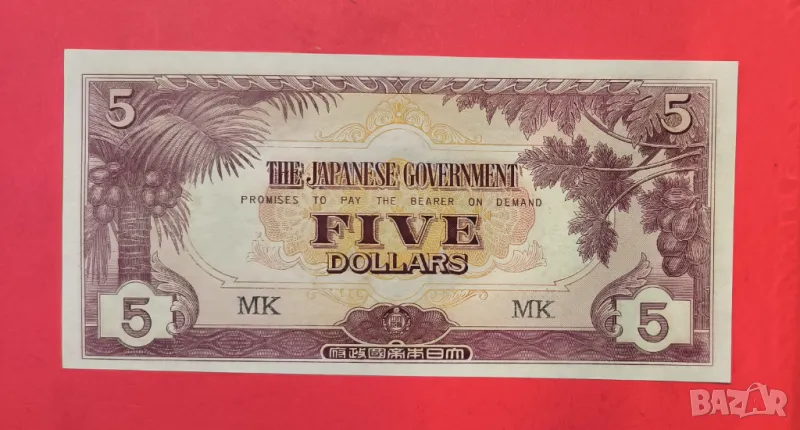 5 5
THE JAPANESE GOVERNMENT
PROMISES TO PAY THE BEARER ON DEMAND
FIVE
DOLLARS
MK MK
5 5
府政國帝本日大
BAZAR